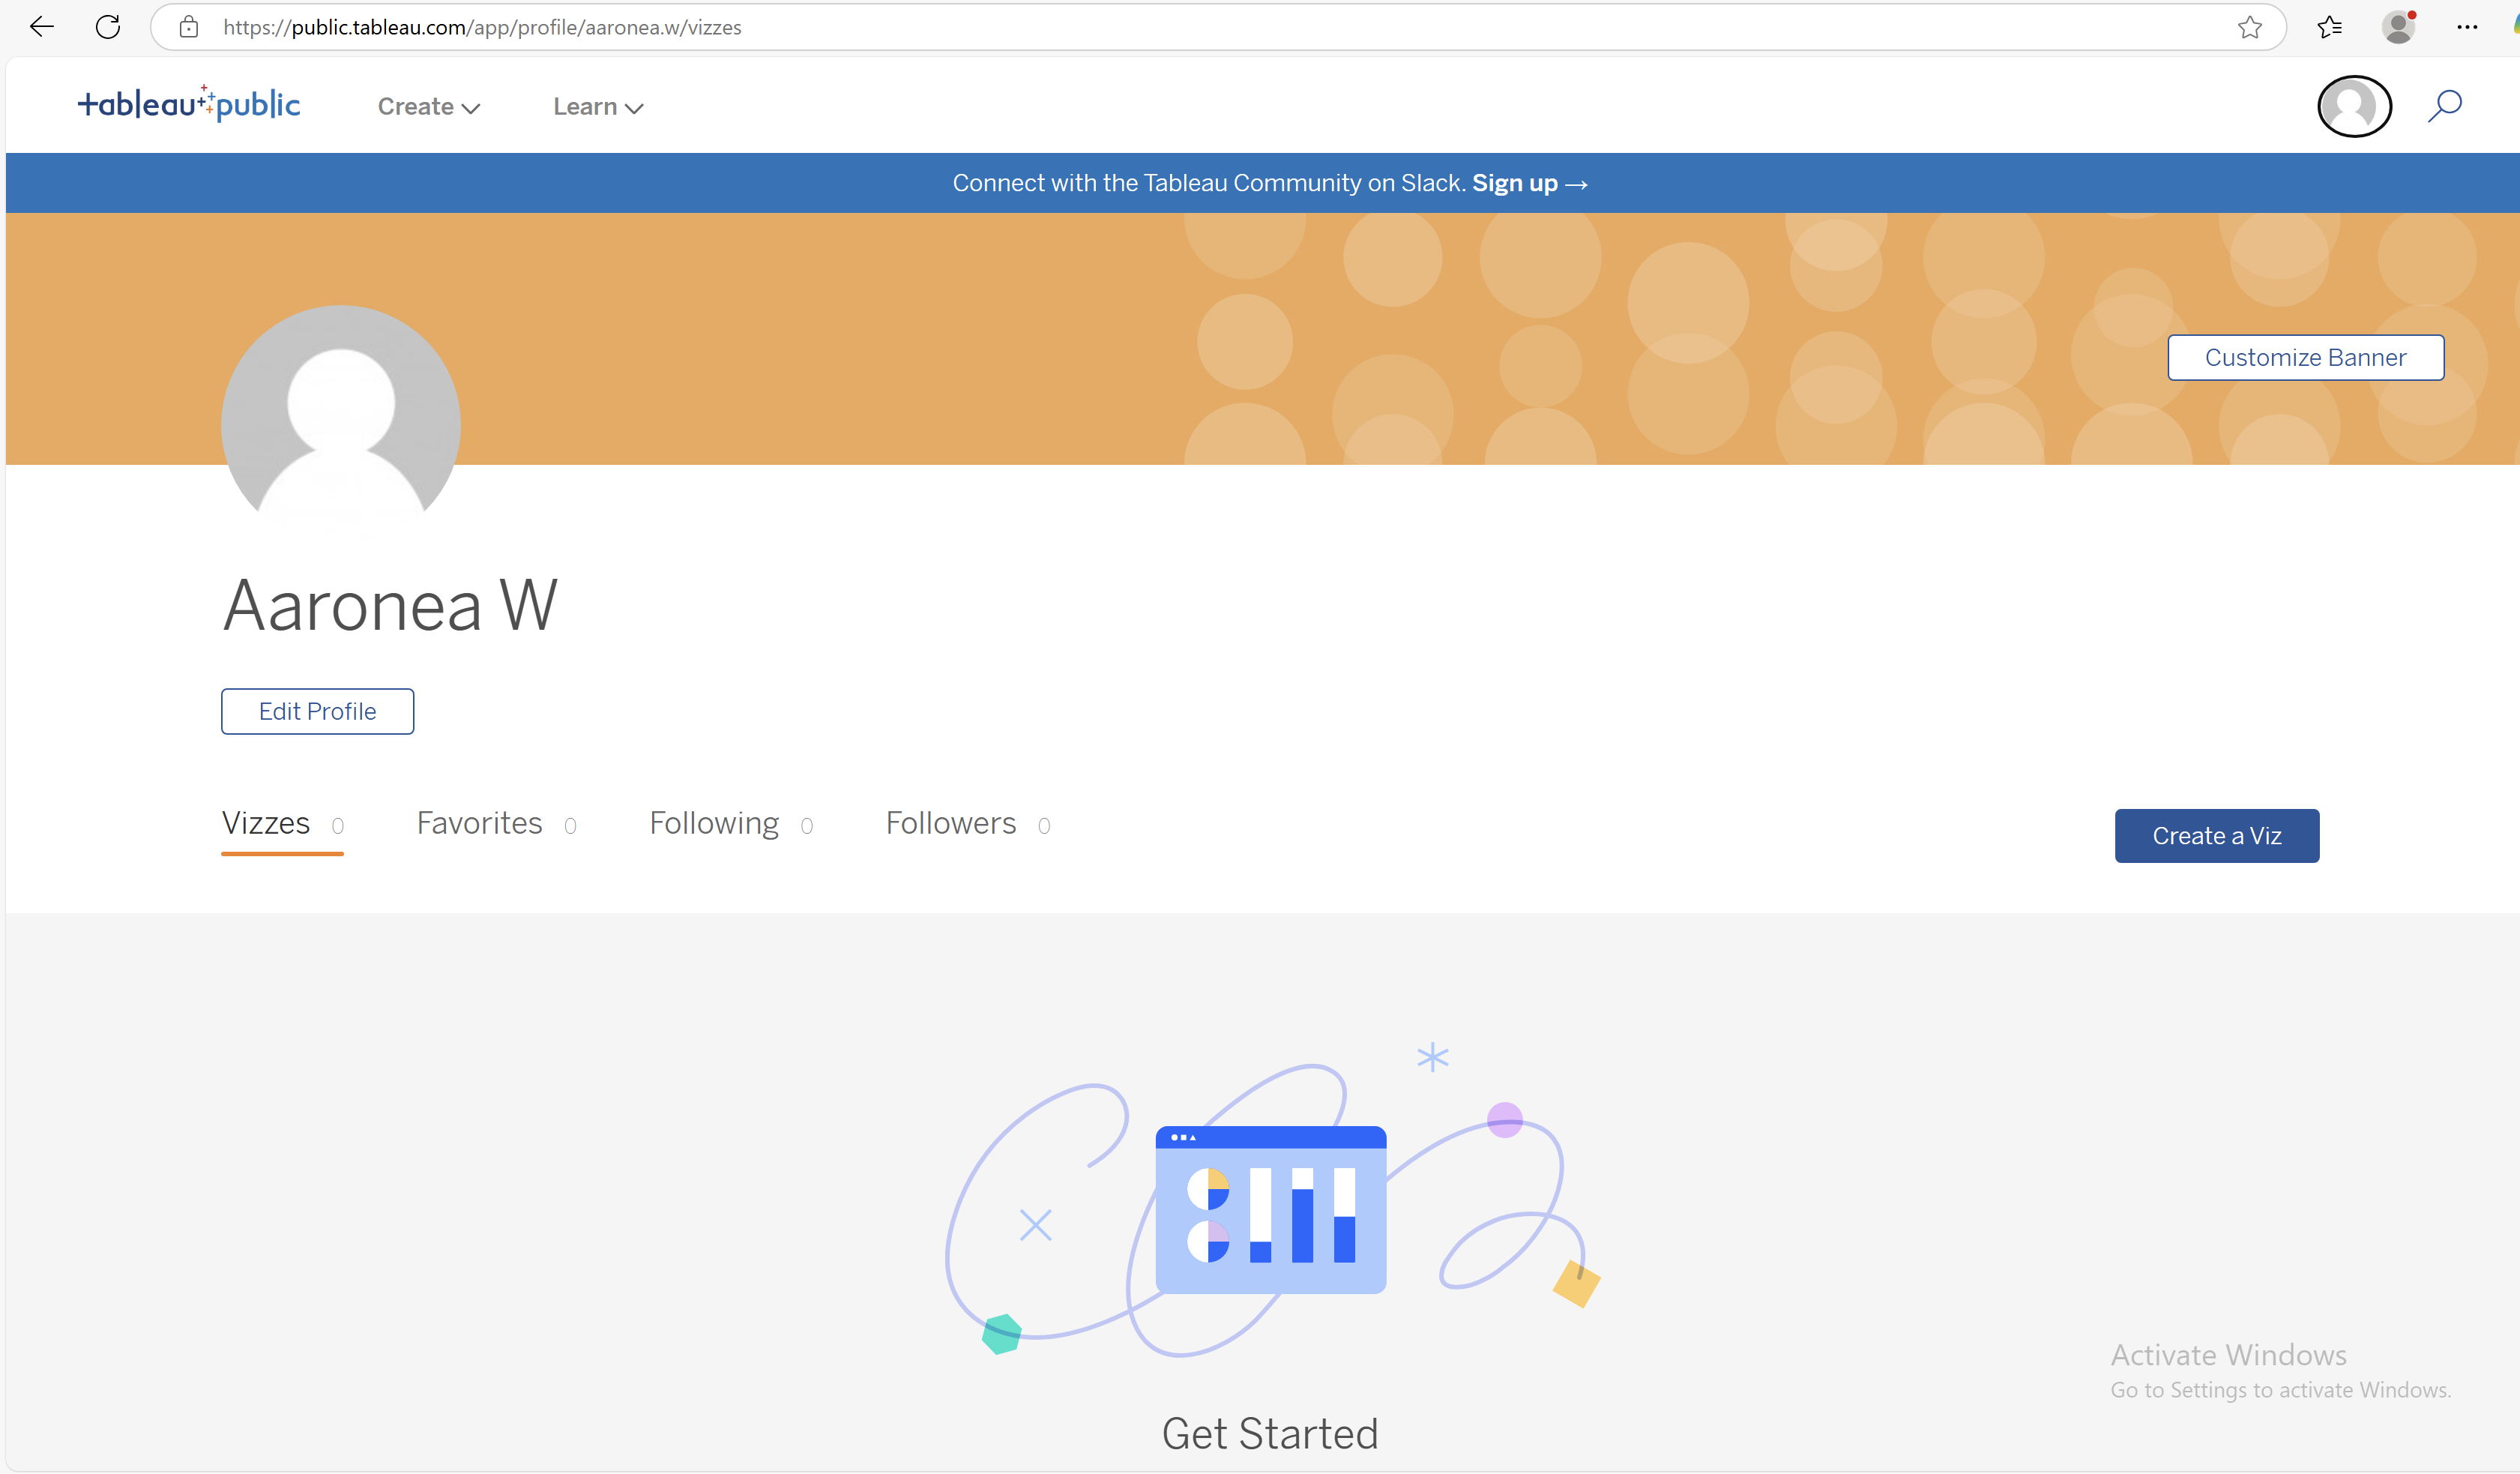 https://public.tableau.com/app/profile/aaronea.w/vizzes
+ableau public
Create
Learn
Connect with the Tableau Community on Slack. Sign up →
Customize Banner
Aaronea W
Edit Profile
Vizzes 0 Favorites 0 Following 0 Followers 0
Create a Viz
Activate Windows
Go to Settings to activate Windows.
Get Started